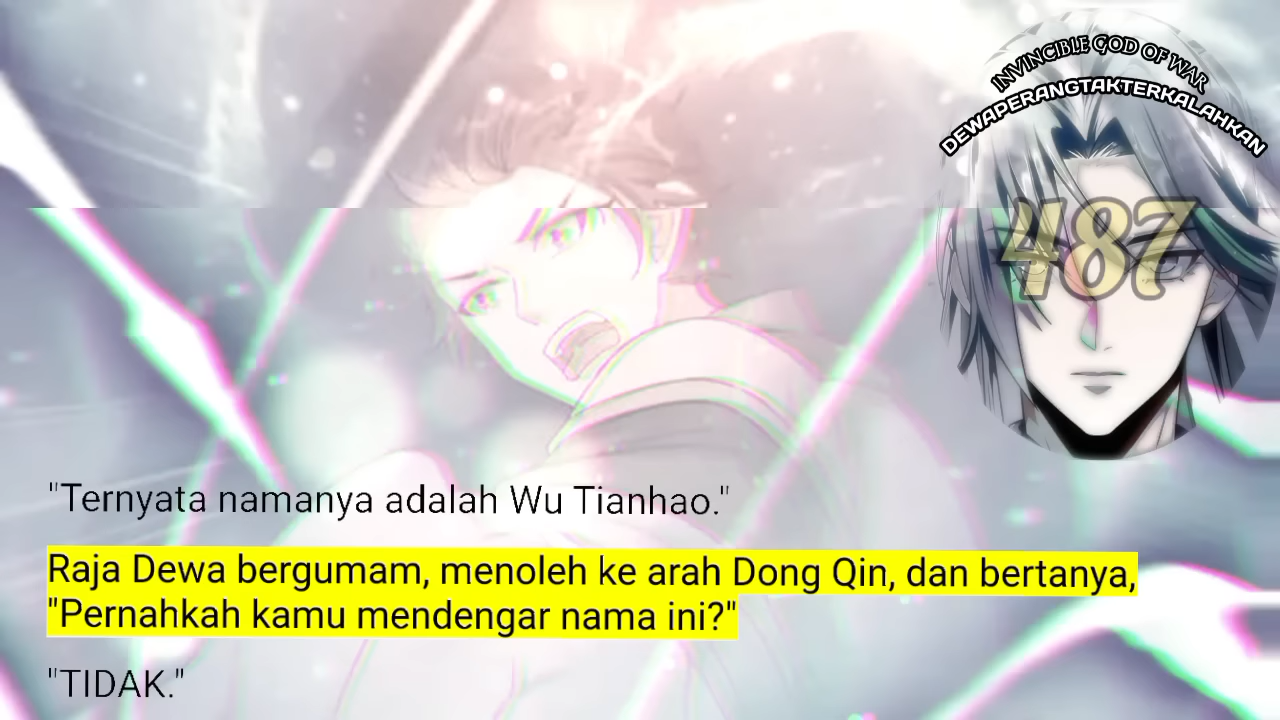 INVINCIBLE GOD OF WAR
DEWAPERANGTAKTERKALAHKAN
487
"Ternyata namanya adalah Wu Tianhao."
Raja Dewa bergumam, menoleh ke arah Dong Qin, dan bertanya,
"Pernahkah kamu mendengar nama ini?"
"TIDAK."